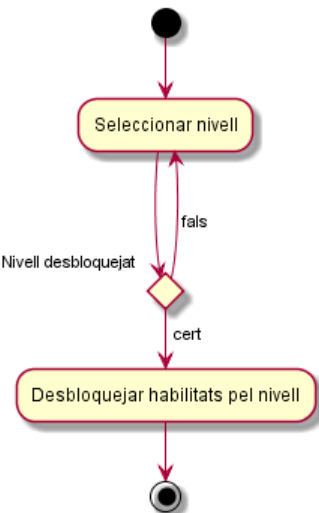 Seleccionar nivell
fals
Nivell desbloquejat
cert
Desbloquejar habilitats pel nivell